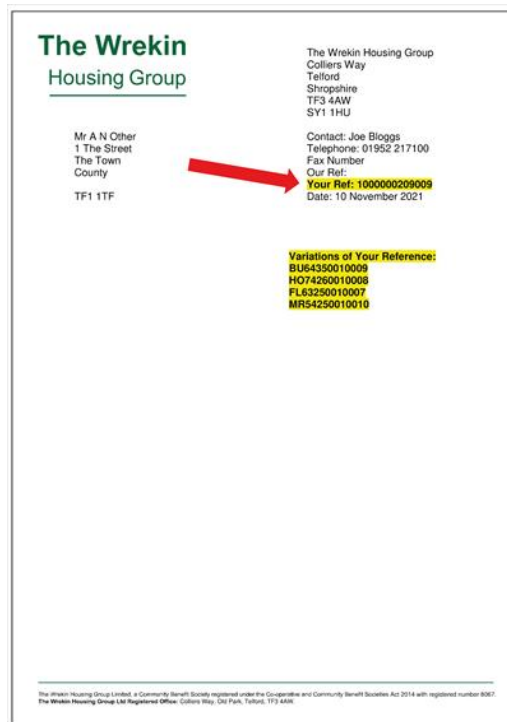 The Wrekin
Housing Group
The Wrekin Housing Group
Colliers Way
Telford
Shropshire
TF3 4AW
SY1 1HU
Mr A N Other
1 The Street
The Town
County
TF1 1TF
Contact: Joe Bloggs
Telephone: 01952 217100
Fax Number
Our Ref:
Your Ref: 1000000209009
Date: 10 November 2021
Variations of Your Reference:
BU64350010009
HO74260010008
FL63250010007
MR54250010010
The Wrekin Housing Group Limited, a Community Benefit Society registered under the Co-operative and Community Benefit Societies Act 2014 with registered number 8067.
The Wrekin Housing Group Ltd Registered Office: Colliers Way, Old Park, Telford, TF3 4AW.